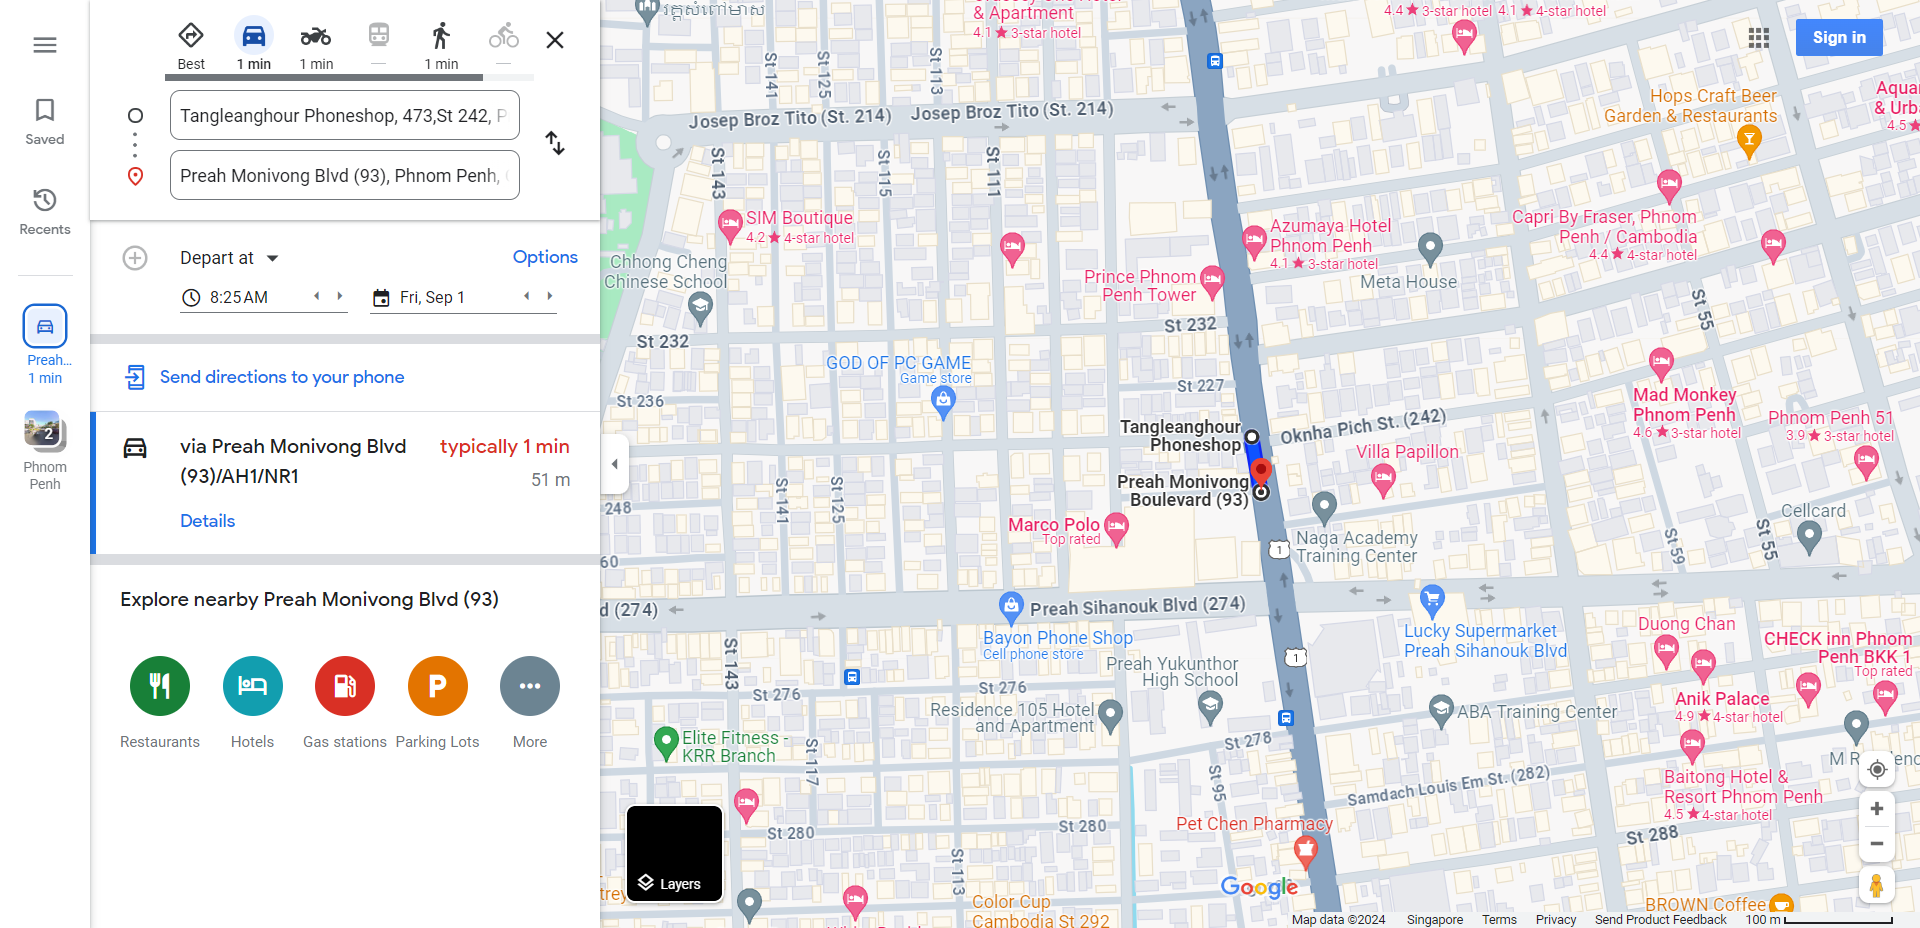 Best
1 min
1 min
—
1 min
—
Tangleanghour Phoneshop, 473,St 242, P
Preah Monivong Blvd (93), Phnom Penh,
Saved
Recents
Preah...
1 min
2
Phnom
Penh
Depart at
Options
8:25 AM
Fri, Sep 1
Send directions to your phone
via Preah Monivong Blvd
(93)/AH1/NR1
typically 1 min
51 m
Details
Explore nearby Preah Monivong Blvd (93)
Restaurants
Hotels
Gas stations
P
Parking Lots
More
Sign in
& Apartment
4.1 ★ 3-star hotel
4.4 ★ 3-star hotel
4.1 ★ 4-star hotel
St 141
St 125
St 113
Josep Broz Tito (St. 214)
Josep Broz Tito (St. 214)
Hops Craft Beer
Garden & Restaurants
Aqua
& Urb
4.5 ★
St 143
St 115
St 111
SIM Boutique
4.2 ★ 4-star hotel
Chhong Cheng
Chinese School
Azumaya Hotel
Phnom Penh
4.1 ★ 3-star hotel
Meta House
Capri By Fraser, Phnom
Penh / Cambodia
4.4 ★ 4-star hotel
Prince Phnom
Penh Tower
St 232
St 232
St 55
GOD OF PC GAME
Game store
St 227
St 236
Mad Monkey
Phnom Penh
4.6 ★ 3-star hotel
Phnom Penh 51
3.9 ★ 3-star hotel
Tangleanghour
Phoneshop
Oknha Pich St. (242)
Villa Papillon
Preah Monivong
Boulevard (93)
St 141
St 125
248
Marco Polo
Top rated
Naga Academy
Training Center
Cellcard
St 59
St 55
1
60
d (274)
Preah Sihanouk Blvd (274)
Bayon Phone Shop
Cell phone store
Lucky Supermarket
Preah Sihanouk Blvd
Duong Chan
CHECK inn Phnom
Penh BKK 1
Top rated
1
Preah Yukunthor
High School
St 143
St 276
St 276
Residence 105 Hotel
and Apartment
ABA Training Center
Anik Palace
4.9 ★ 4-star hotel
Elite Fitness -
KRR Branch
St 117
St 278
St 95
Samdach Louis Em St. (282)
Baitong Hotel &
Resort Phnom Penh
4.5 ★ 4-star hotel
Pet Chen Pharmacy
St 280
St 280
St 288
St 113
Layers
Google
Color Cup
Cambodia St 292
BROWN Coffee
Map data ©2024
Singapore
Terms
Privacy
Send Product Feedback
100 m